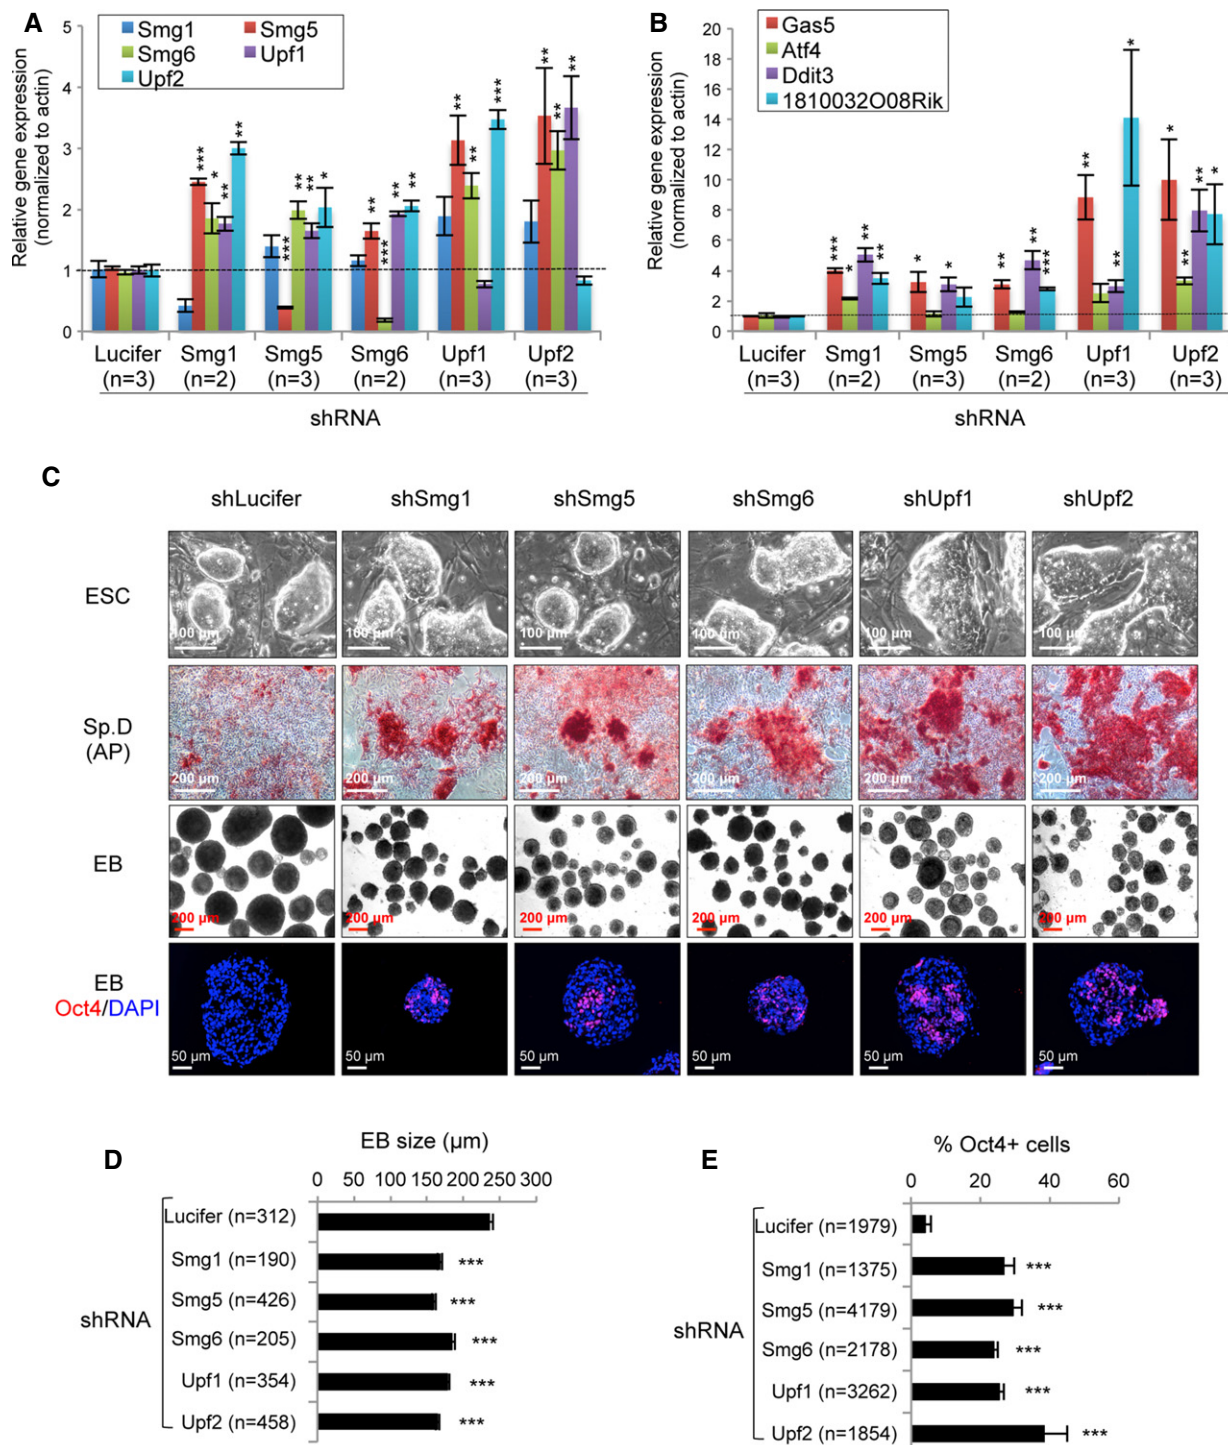 A
Smg1 Smg5
Smg6 Upf1
Upf2
Relative gene expression
(normalized to actin)
5
4
3
2
1
0
*** * ** **
*** ** ** *
** *** ** **
** ** ***
** ** **
Lucifer Smg1 Smg5 Smg6 Upf1 Upf2
(n=3) (n=2) (n=3) (n=2) (n=3) (n=3)
shRNA
B
Gas5
Atf4
Ddit3
1810032O08Rik
Relative gene expression
(normalized to actin)
20
18
16
14
12
10
8
6
4
2
0
*** * ** **
* *
** ** ***
** ** *
* ** ** *
Lucifer Smg1 Smg5 Smg6 Upf1 Upf2
(n=3) (n=2) (n=3) (n=2) (n=3) (n=3)
shRNA
C
shLucifer shSmg1 shSmg5 shSmg6 shUpf1 shUpf2
ESC
100 µm 100 µm 100 µm 100 µm 100 µm 100 µm
Sp.D
(AP)
200 µm 200 µm 200 µm 200 µm 200 µm 200 µm
EB
200 µm 200 µm 200 µm 200 µm 200 µm 200 µm
EB
Oct4/DAPI
50 µm 50 µm 50 µm 50 µm 50 µm 50 µm
D
EB size (µm)
0 50 100 150 200 250 300
shRNA
Lucifer (n=312)
Smg1 (n=190) ***
Smg5 (n=426) ***
Smg6 (n=205) ***
Upf1 (n=354) ***
Upf2 (n=458) ***
E
% Oct4+ cells
0 20 40 60
shRNA
Lucifer (n=1979)
Smg1 (n=1375) ***
Smg5 (n=4179) ***
Smg6 (n=2178) ***
Upf1 (n=3262) ***
Upf2 (n=1854) ***